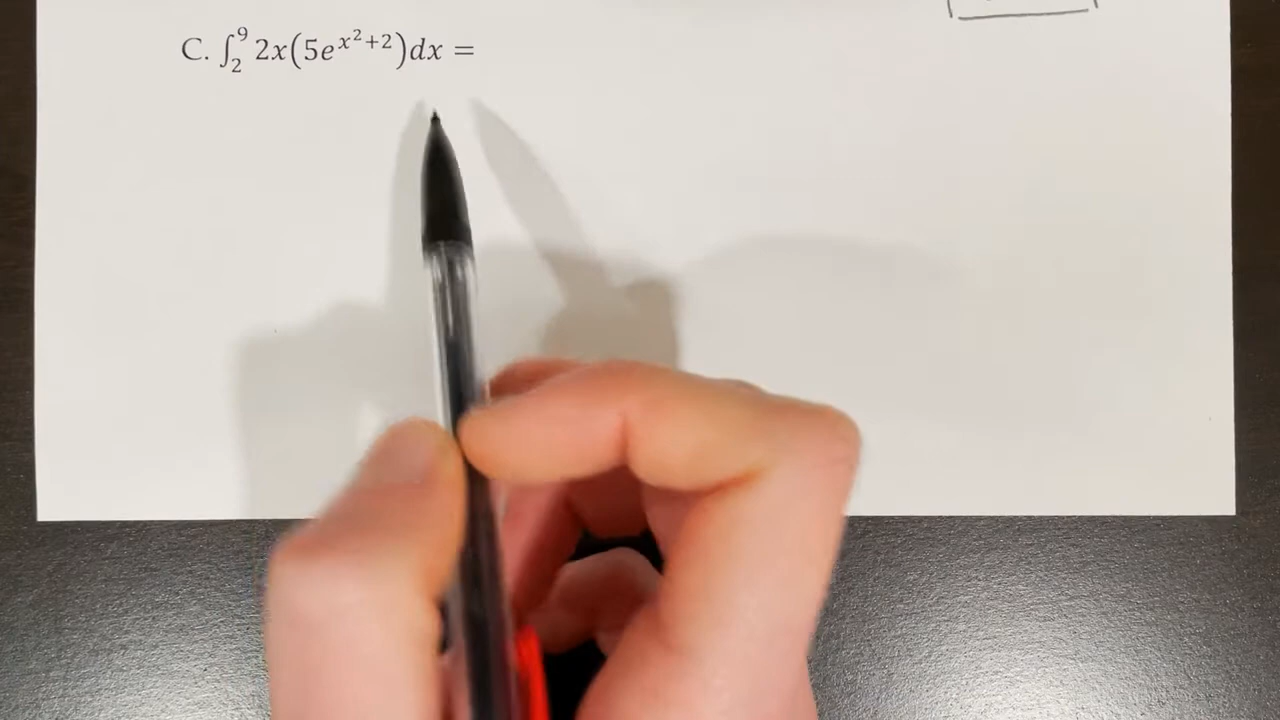 C. ∫₂⁹ 2x(5e^{x²+2})dx =